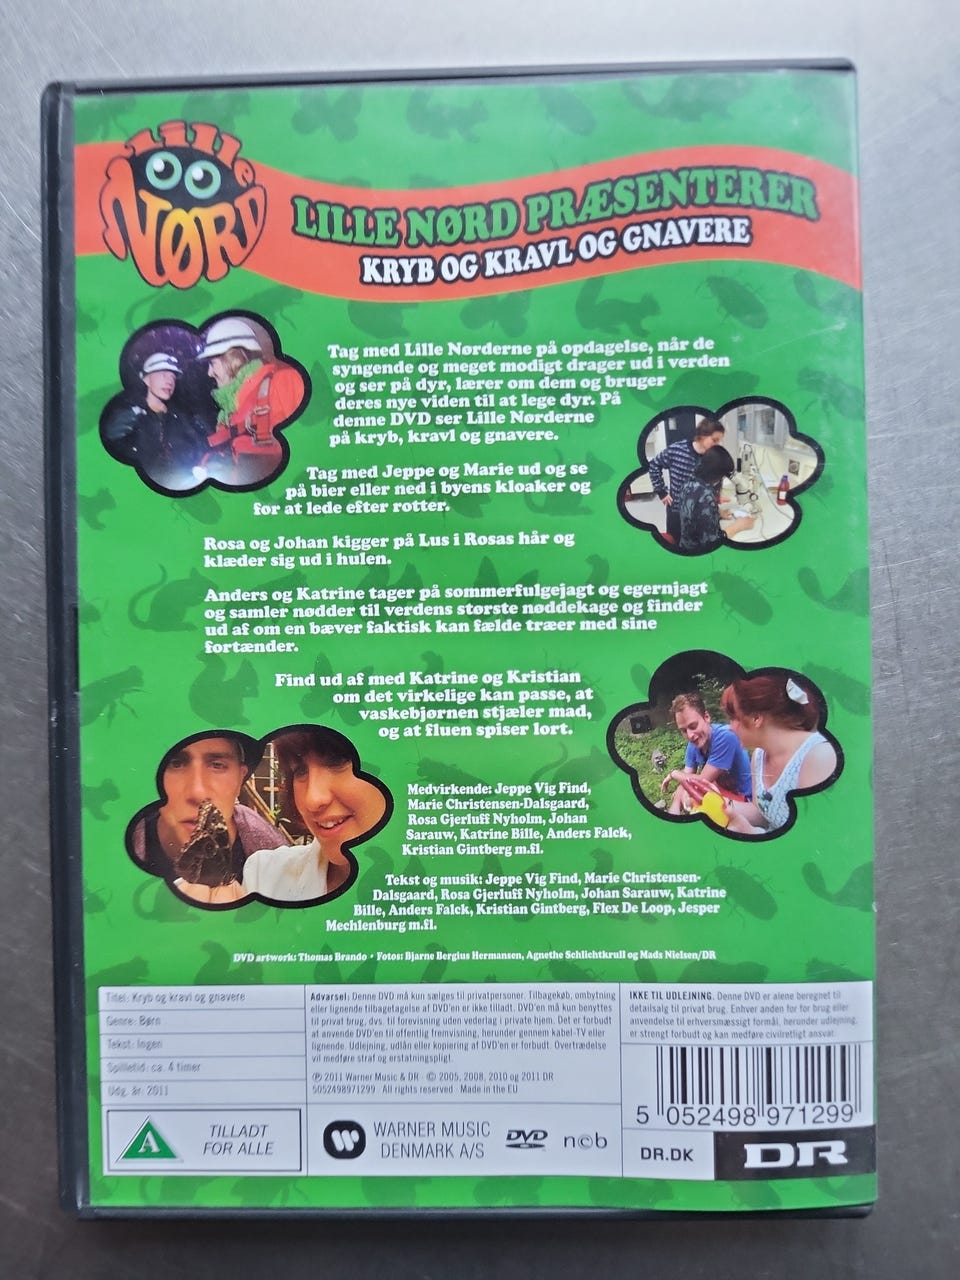 Lille
NØRD
LILLE NØRD PRÆSENTERER
KRYB OG KRAVL OG GNAVERE
Tag med Lille Nørderne på opdagelse, når de
syngende og meget modigt drager ud i verden
og ser på dyr, lærer om dem og bruger
deres nye viden til at lege dyr. På
denne DVD ser Lille Nørderne
på kryb, kravl og gnavere.
Tag med Jeppe og Marie ud og se
på bier eller ned i byens kloaker og
for at lede efter rotter.
Rosa og Johan kigger på Lus i Rosas hår og
klæder sig ud i hulen.
Anders og Katrine tager på sommerfulgejagt og egernjagt
og samler nødder til verdens største nøddekage og finder
ud af om en bæver faktisk kan fælde træer med sine
fortænder.
Find ud af med Katrine og Kristian
om det virkelige kan passe, at
vaskebjørnen stjæler mad,
og at fluen spiser lort.
Medvirkende: Jeppe Vig Find,
Marie Christensen-Dalsgaard,
Rosa Gjerluff Nyholm, Johan
Sarauw, Katrine Bille, Anders Falck,
Kristian Gintberg m.fl.
Tekst og musik: Jeppe Vig Find, Marie Christensen-
Dalsgaard, Rosa Gjerluff Nyholm, Johan Sarauw, Katrine
Bille, Anders Falck, Kristian Gintberg, Flex De Loop, Jesper
Mechlenburg m.fl.
DVD artwork: Thomas Brando • Fotos: Bjarne Bergius Hermansen, Agnethe Schlichtkrull og Mads Nielsen/DR
Titel: Kryb og kravl og gnavere
Genre: Børn
Tekst: Ingen
Spilletid: ca. 4 timer
Udg. år: 2011
TILLADT
FOR ALLE
A
Advarsel: Denne DVD må kun sælges til privatpersoner. Tilbagekøb, ombytning
eller lignende tilbagetagelse af DVD'en er ikke tilladt. DVD'en må kun benyttes
til privat brug, dvs. til forevisning uden vederlag i private hjem. Det er forbudt
at anvende DVD'en til offentlig fremvisning, herunder gennem kabel-TV eller
lignende. Udlejning, udlån eller kopiering af DVD'en er forbudt. Overtrædelse
vil medføre straf og erstatningspligt.
℗ 2011 Warner Music & DR · © 2005, 2008, 2010 og 2011 DR
5052498971299 · All rights reserved · Made in the EU
WARNER MUSIC
DENMARK A/S
DVD
VIDEO
n©b
IKKE TIL UDLEJNING. Denne DVD er alene beregnet til
detailsalg til privat brug. Enhver anden for for brug eller
anvendelse til erhversmæssigt formål, herunder udlejning,
er strengt forbudt og kan medføre civilretligt ansvar.
5 052498 971299
DR.DK
DR